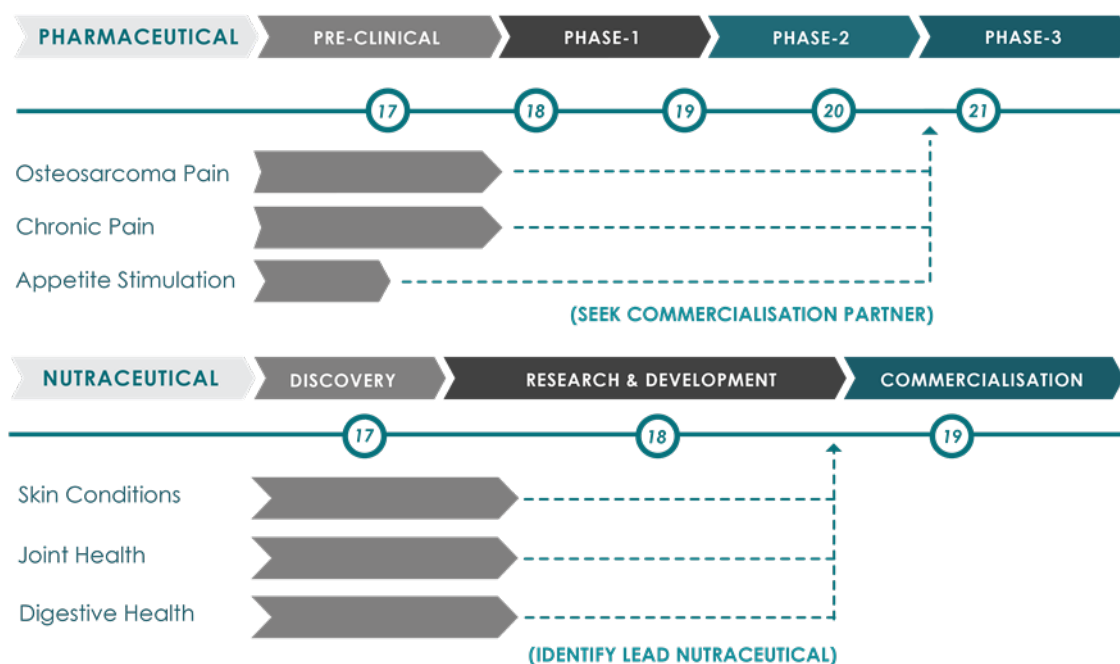 PHARMACEUTICAL PRE-CLINICAL PHASE-1 PHASE-2 PHASE-3
17 18 19 20 21
Osteosarcoma Pain
Chronic Pain
Appetite Stimulation
(SEEK COMMERCIALISATION PARTNER)
NUTRACEUTICAL DISCOVERY RESEARCH & DEVELOPMENT COMMERCIALISATION
17 18 19
Skin Conditions
Joint Health
Digestive Health
(IDENTIFY LEAD NUTRACEUTICAL)